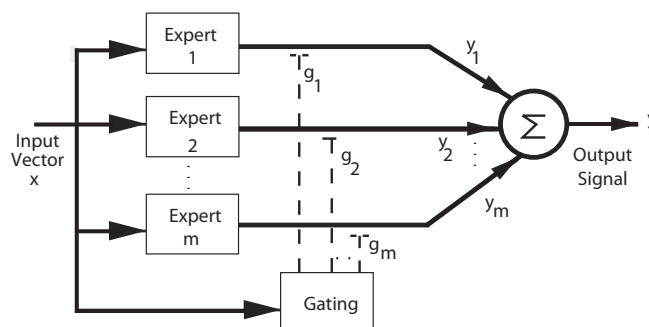 Expert
1
y1
g1
Input
Vector
x
Expert
2
y2
g2
Σ
y
Output
Signal
Expert
m
ym
gm
Gating